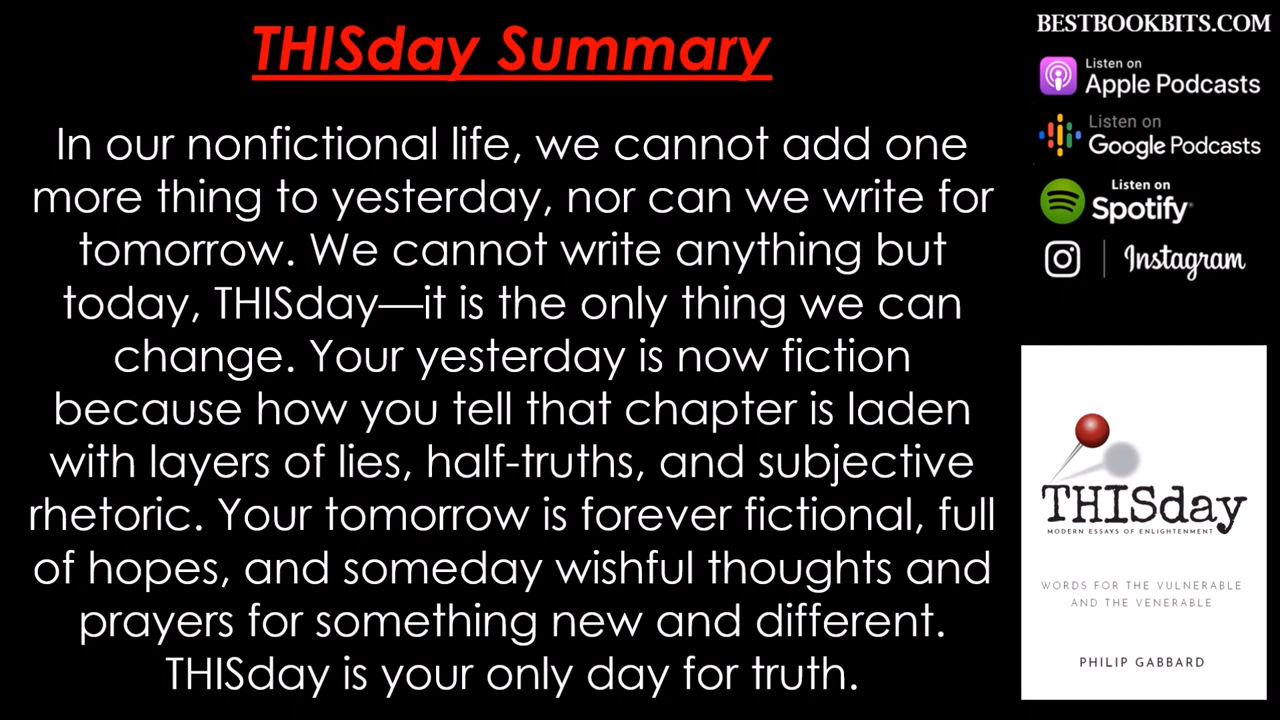 THISday Summary
In our nonfictional life, we cannot add one
more thing to yesterday, nor can we write for
tomorrow. We cannot write anything but
today, THISday—it is the only thing we can
change. Your yesterday is now fiction
because how you tell that chapter is laden
with layers of lies, half-truths, and subjective
rhetoric. Your tomorrow is forever fictional, full
of hopes, and someday wishful thoughts and
prayers for something new and different.
THISday is your only day for truth.
BESTBOOKBITS.COM
Listen on
Apple Podcasts
Listen on
Google Podcasts
Listen on
Spotify®
Instagram
THISday
MODERN ESSAYS OF ENLIGHTENMENT
WORDS FOR THE VULNERABLE
AND THE VENERABLE
PHILIP GABBARD